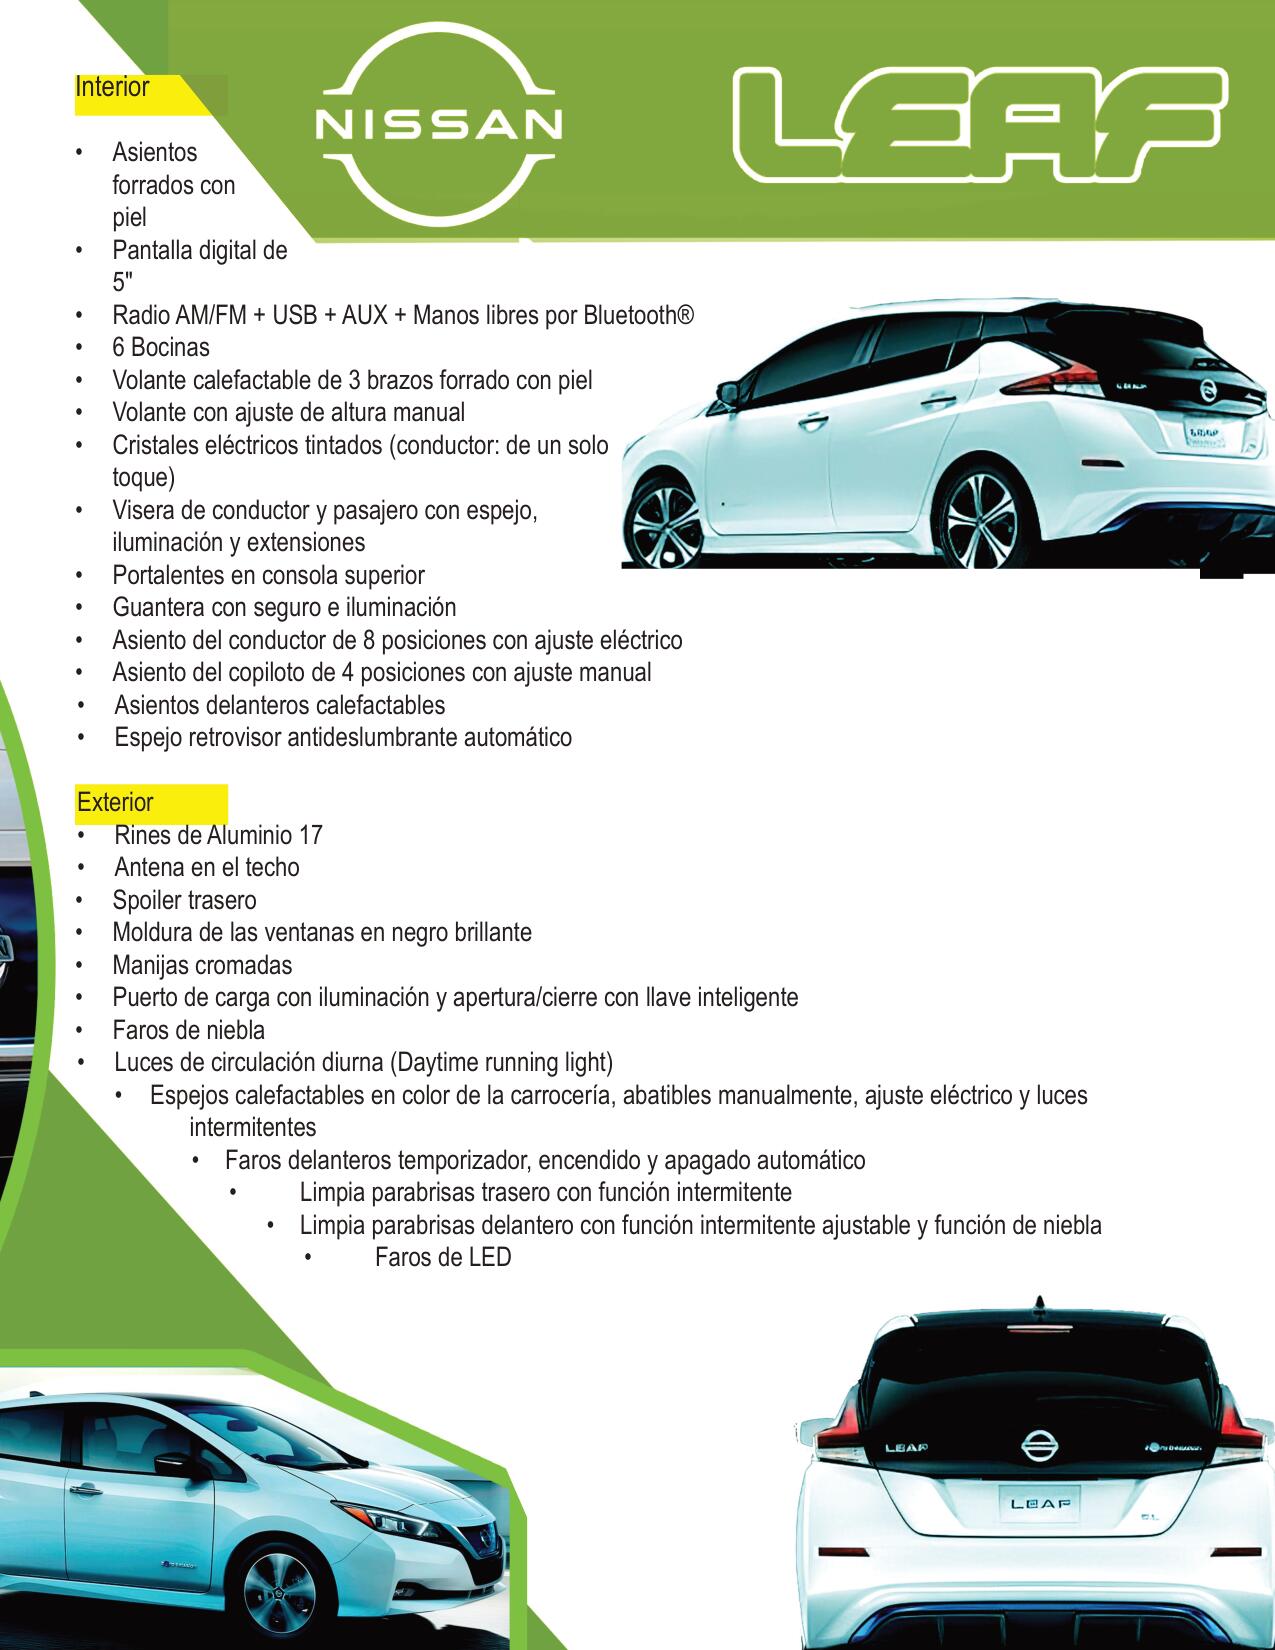 NISSAN
LEAF
Interior
• Asientos
forrados con
piel
• Pantalla digital de
5"
• Radio AM/FM + USB + AUX + Manos libres por Bluetooth®
• 6 Bocinas
• Volante calefactable de 3 brazos forrado con piel
• Volante con ajuste de altura manual
• Cristales eléctricos tintados (conductor: de un solo
toque)
• Visera de conductor y pasajero con espejo,
iluminación y extensiones
• Portalentes en consola superior
• Guantera con seguro e iluminación
• Asiento del conductor de 8 posiciones con ajuste eléctrico
• Asiento del copiloto de 4 posiciones con ajuste manual
• Asientos delanteros calefactables
• Espejo retrovisor antideslumbrante automático
Exterior
• Rines de Aluminio 17
• Antena en el techo
• Spoiler trasero
• Moldura de las ventanas en negro brillante
• Manijas cromadas
• Puerto de carga con iluminación y apertura/cierre con llave inteligente
• Faros de niebla
• Luces de circulación diurna (Daytime running light)
• Espejos calefactables en color de la carrocería, abatibles manualmente, ajuste eléctrico y luces
intermitentes
• Faros delanteros temporizador, encendido y apagado automático
• Limpia parabrisas trasero con función intermitente
• Limpia parabrisas delantero con función intermitente ajustable y función de niebla
• Faros de LED
LEAF
LEAF
SL